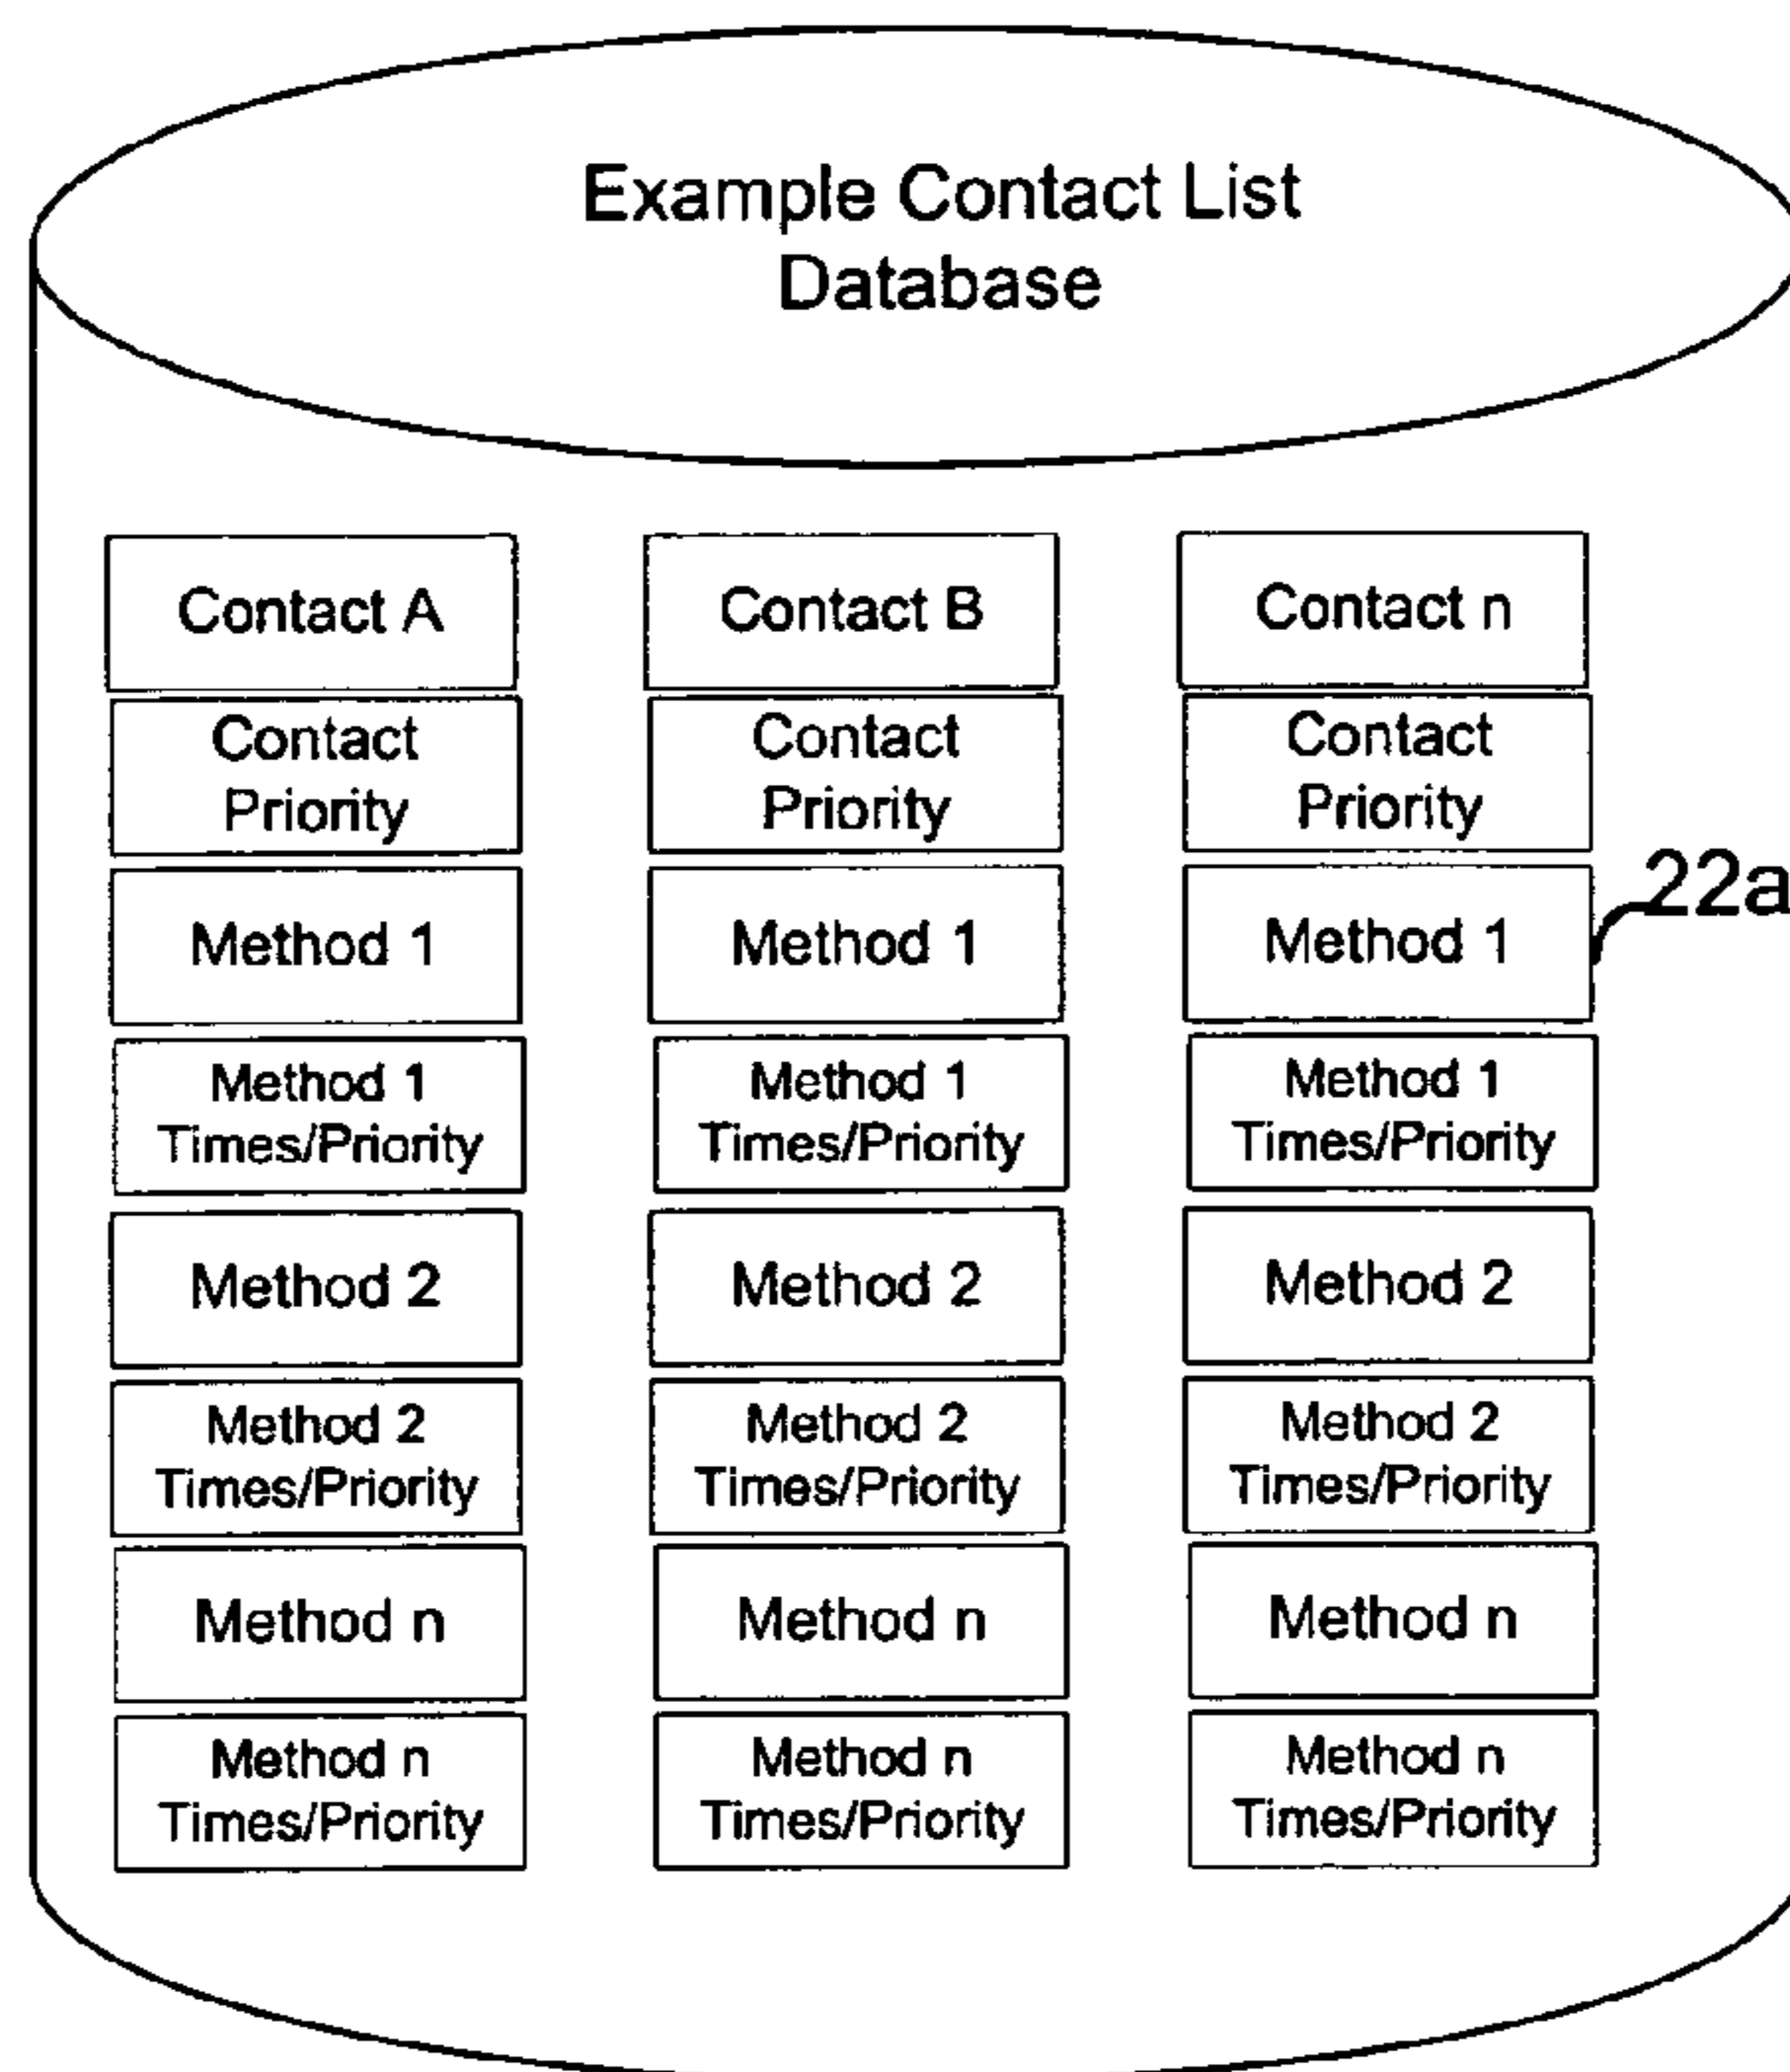 Example Contact List
Database
Contact A
Contact B
Contact n
Contact
Priority
Contact
Priority
Contact
Priority
Method 1
Method 1
Method 1
22a
Method 1
Times/Priority
Method 1
Times/Priority
Method 1
Times/Priority
Method 2
Method 2
Method 2
Method 2
Times/Priority
Method 2
Times/Priority
Method 2
Times/Priority
Method n
Method n
Method n
Method n
Times/Priority
Method n
Times/Priority
Method n
Times/Priority